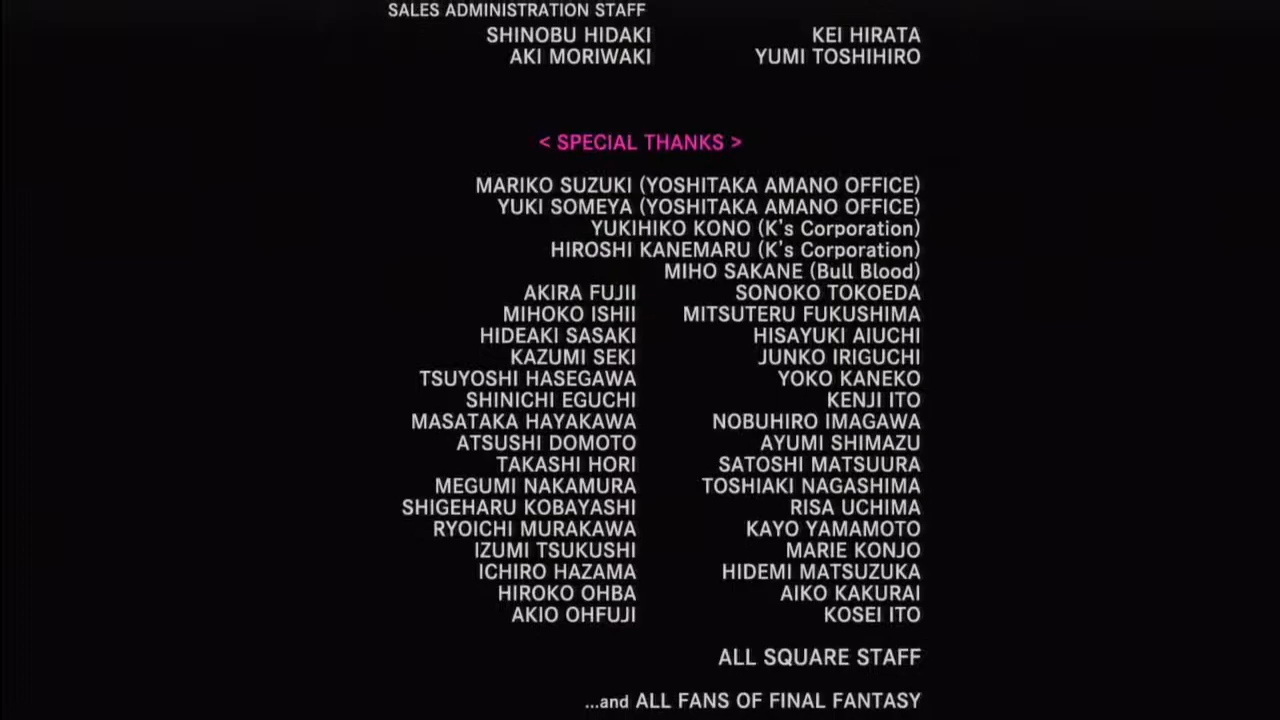 SALES ADMINISTRATION STAFF
SHINOBU HIDAKI KEI HIRATA
AKI MORIWAKI YUMI TOSHIHIRO
< SPECIAL THANKS >
MARIKO SUZUKI (YOSHITAKA AMANO OFFICE)
YUKI SOMEYA (YOSHITAKA AMANO OFFICE)
YUKIHIKO KONO (K's Corporation)
HIROSHI KANEMARU (K's Corporation)
MIHO SAKANE (Bull Blood)
AKIRA FUJII SONOKO TOKOEDA
MIHOKO ISHII MITSUTERU FUKUSHIMA
HIDEAKI SASAKI HISAYUKI AIUCHI
KAZUMI SEKI JUNKO IRIGUCHI
TSUYOSHI HASEGAWA YOKO KANEKO
SHINICHI EGUCHI KENJI ITO
MASATAKA HAYAKAWA NOBUHIRO IMAGAWA
ATSUSHI DOMOTO AYUMI SHIMAZU
TAKASHI HORI SATOSHI MATSUURA
MEGUMI NAKAMURA TOSHIAKI NAGASHIMA
SHIGEHARU KOBAYASHI RISA UCHIMA
RYOICHI MURAKAWA KAYO YAMAMOTO
IZUMI TSUKUSHI MARIE KONJO
ICHIRO HAZAMA HIDEMI MATSUZUKA
HIROKO OHBA AIKO KAKURAI
AKIO OHFUJI KOSEI ITO
ALL SQUARE STAFF
...and ALL FANS OF FINAL FANTASY